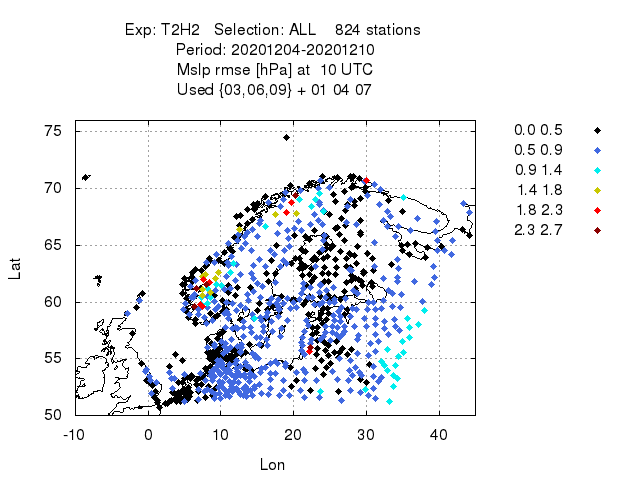 Exp: T2H2 Selection: ALL 824 stations
Period: 20201204-20201210
Mslp rmse [hPa] at 10 UTC
Used {03,06,09} + 01 04 07
0.0 0.5
0.5 0.9
0.9 1.4
1.4 1.8
1.8 2.3
2.3 2.7
75
70
65
60
55
50
Lat
-10 0 10 20 30 40
Lon